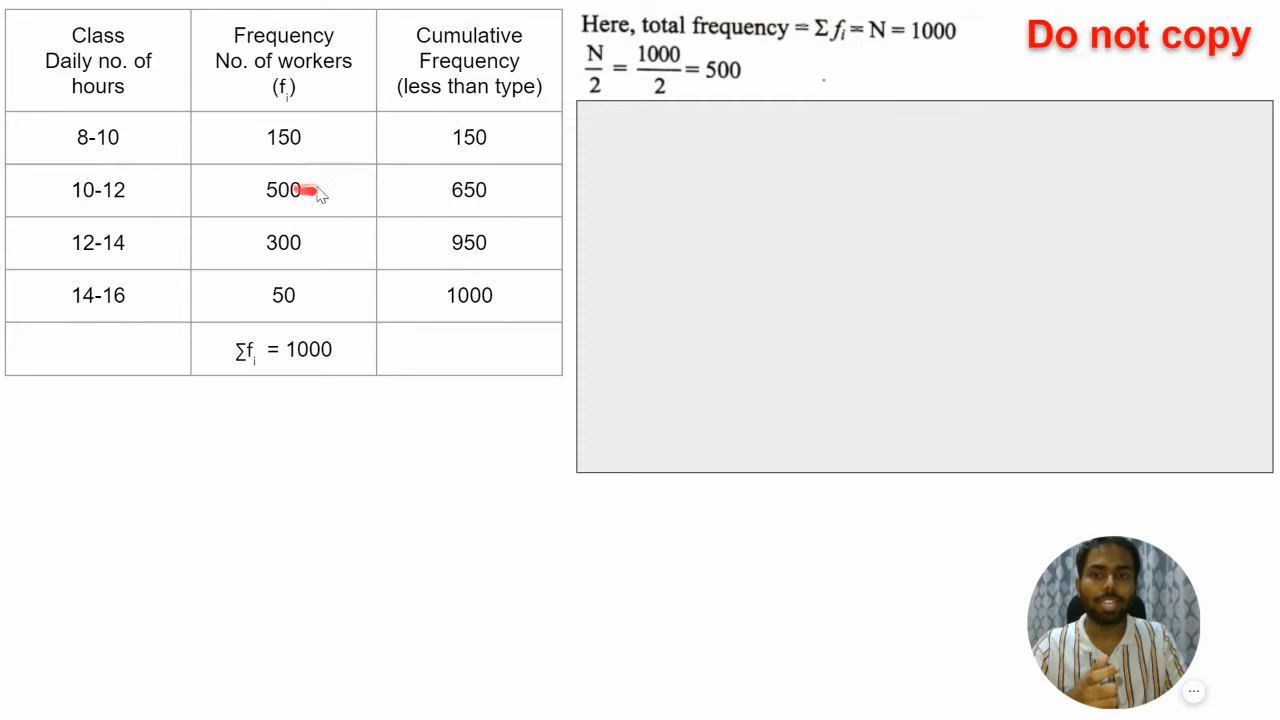 Class
Daily no. of
hours
Frequency
No. of workers
(fᵢ)
Cumulative
Frequency
(less than type)
8-10 150 150
10-12 500 650
12-14 300 950
14-16 50 1000
∑fᵢ = 1000
Here, total frequency = Σ fᵢ = N = 1000
N/2 = 1000/2 = 500
Do not copy